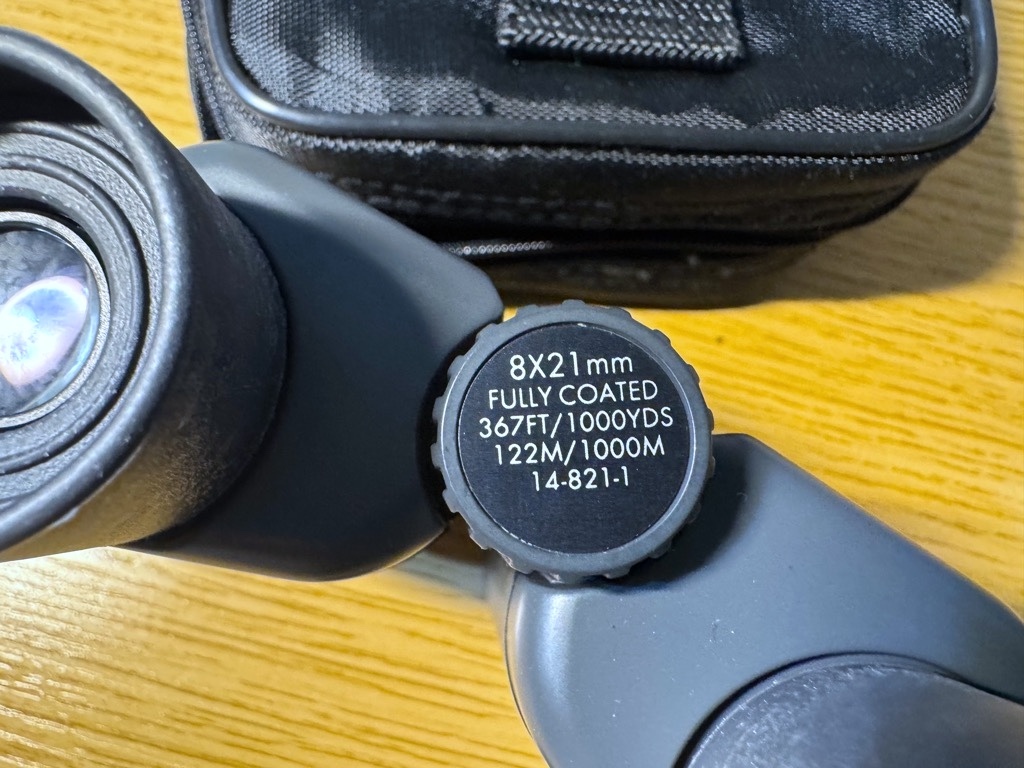 8X21mm
FULLY COATED
367FT/1000YDS
122M/1000M
14-821-1